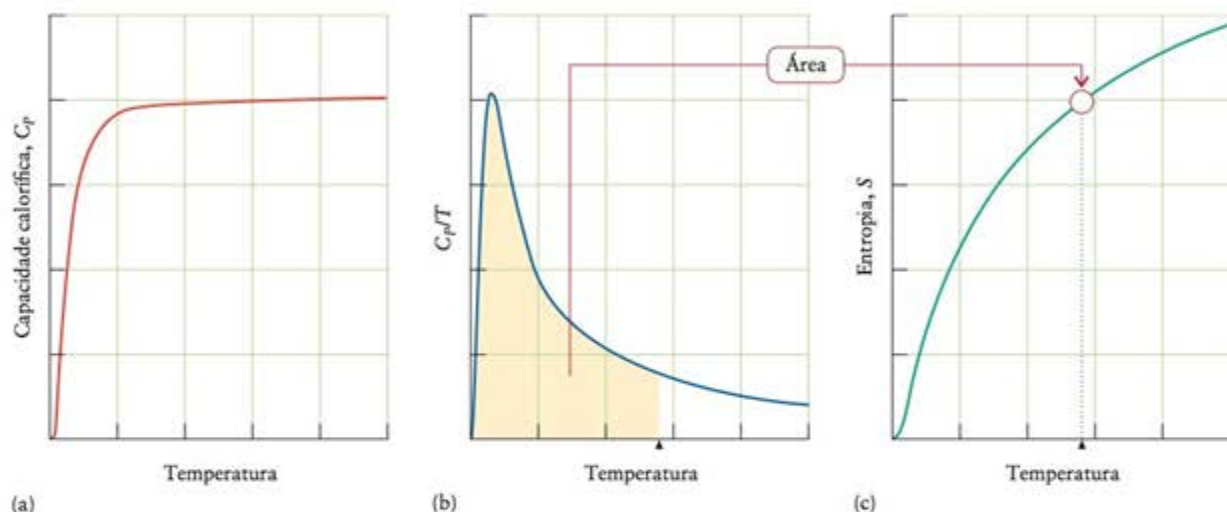 Capacidade calorífica, Cₚ
Temperatura
(a)
Cₚ/T
Temperatura
(b)
Área
Entropia, S
Temperatura
(c)